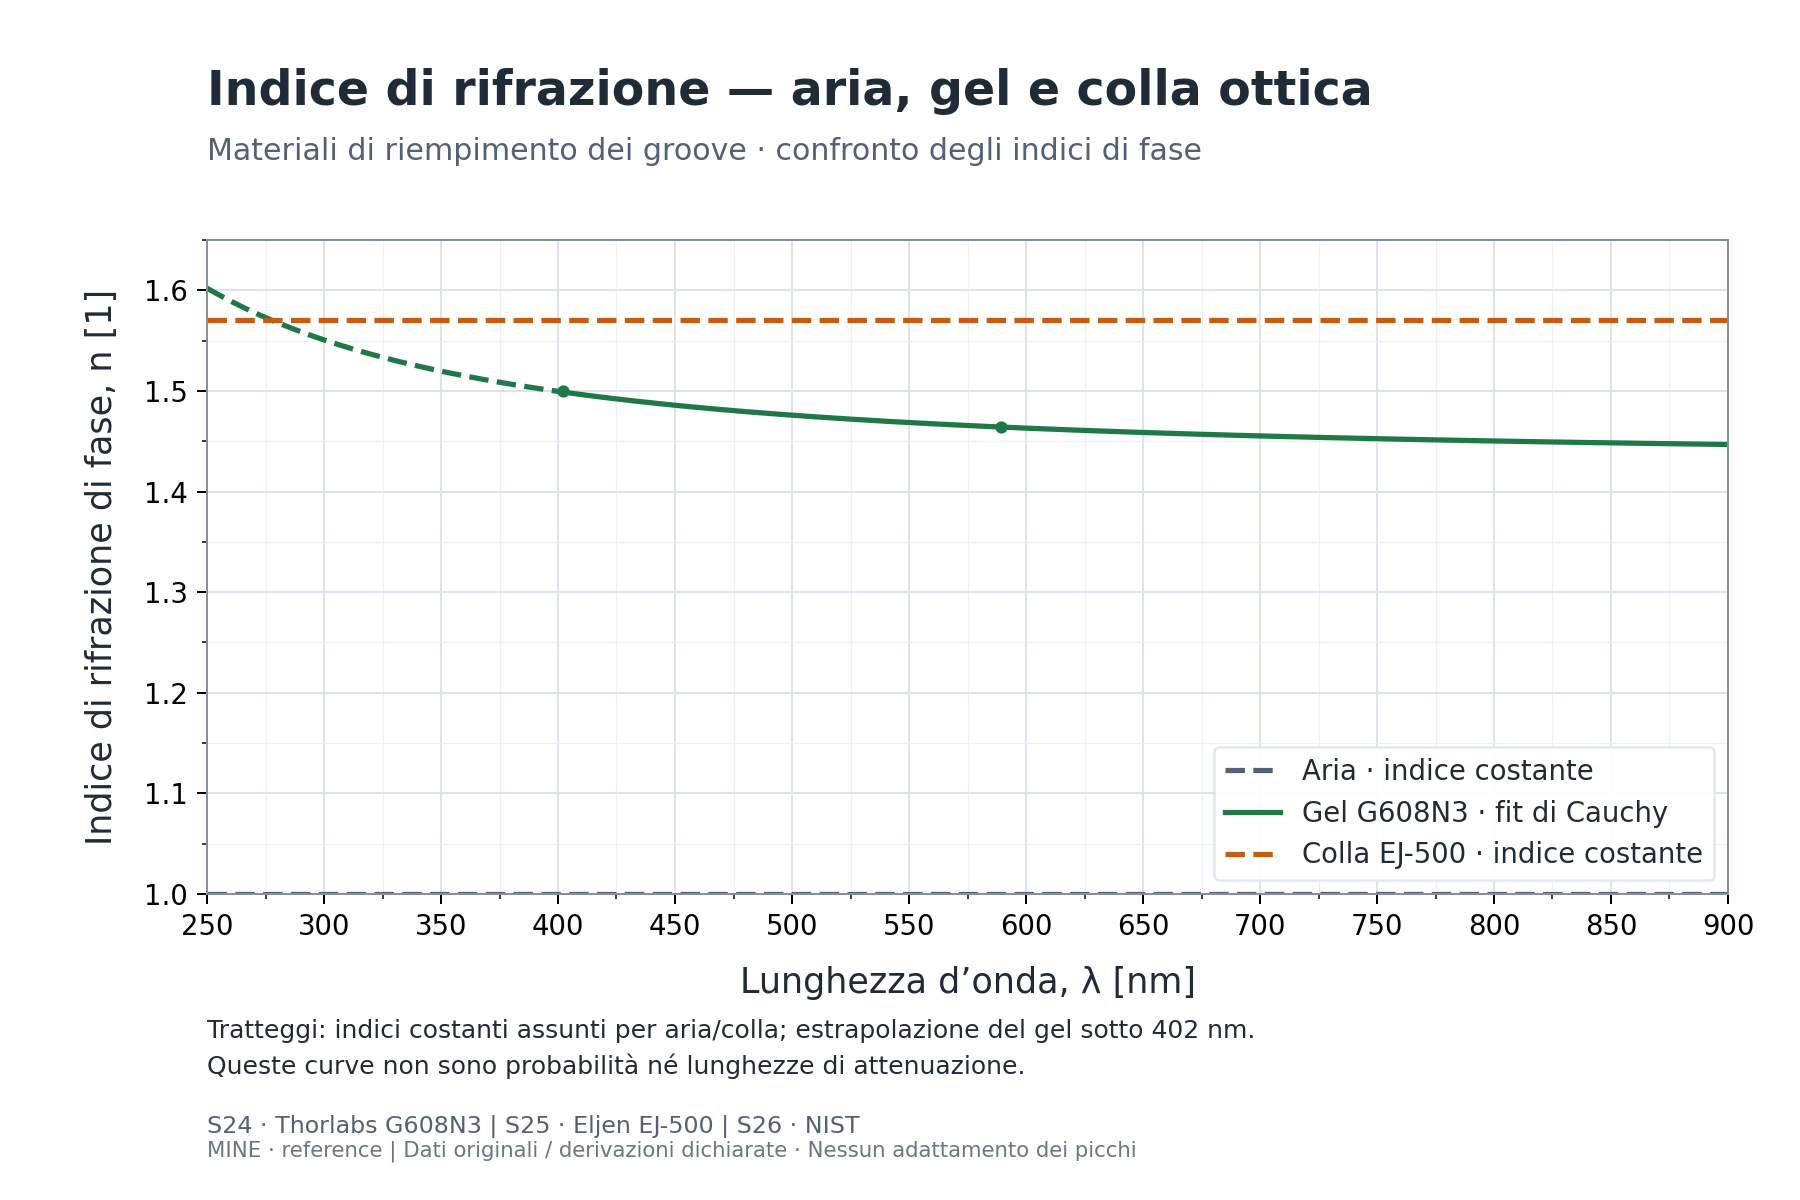 Indice di rifrazione — aria, gel e colla ottica
Materiali di riempimento dei groove · confronto degli indici di fase
Indice di rifrazione di fase, n [1]
1.6
1.5
1.4
1.3
1.2
1.1
1.0
Aria · indice costante
Gel G608N3 · fit di Cauchy
Colla EJ-500 · indice costante
250 300 350 400 450 500 550 600 650 700 750 800 850 900
Lunghezza d’onda, λ [nm]
Tratteggi: indici costanti assunti per aria/colla; estrapolazione del gel sotto 402 nm.
Queste curve non sono probabilità né lunghezze di attenuazione.
S24 · Thorlabs G608N3 | S25 · Eljen EJ-500 | S26 · NIST
MINE · reference | Dati originali / derivazioni dichiarate · Nessun adattamento dei picchi